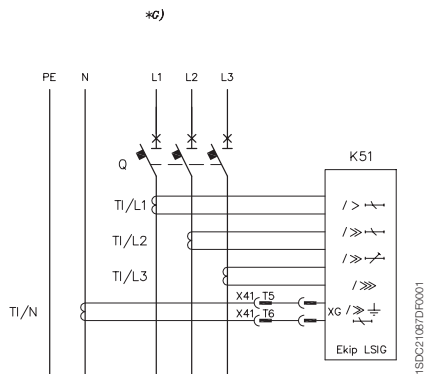 *G)
PE N L1 L2 L3
K51
Q
TI/L1
/ >
TI/L2
/ ≫
/ ≫
TI/L3
/ ⋙
X41 T5
TI/N
XG / ≫
X41 T6
Ekip LSIG
1SDC21087DF0001